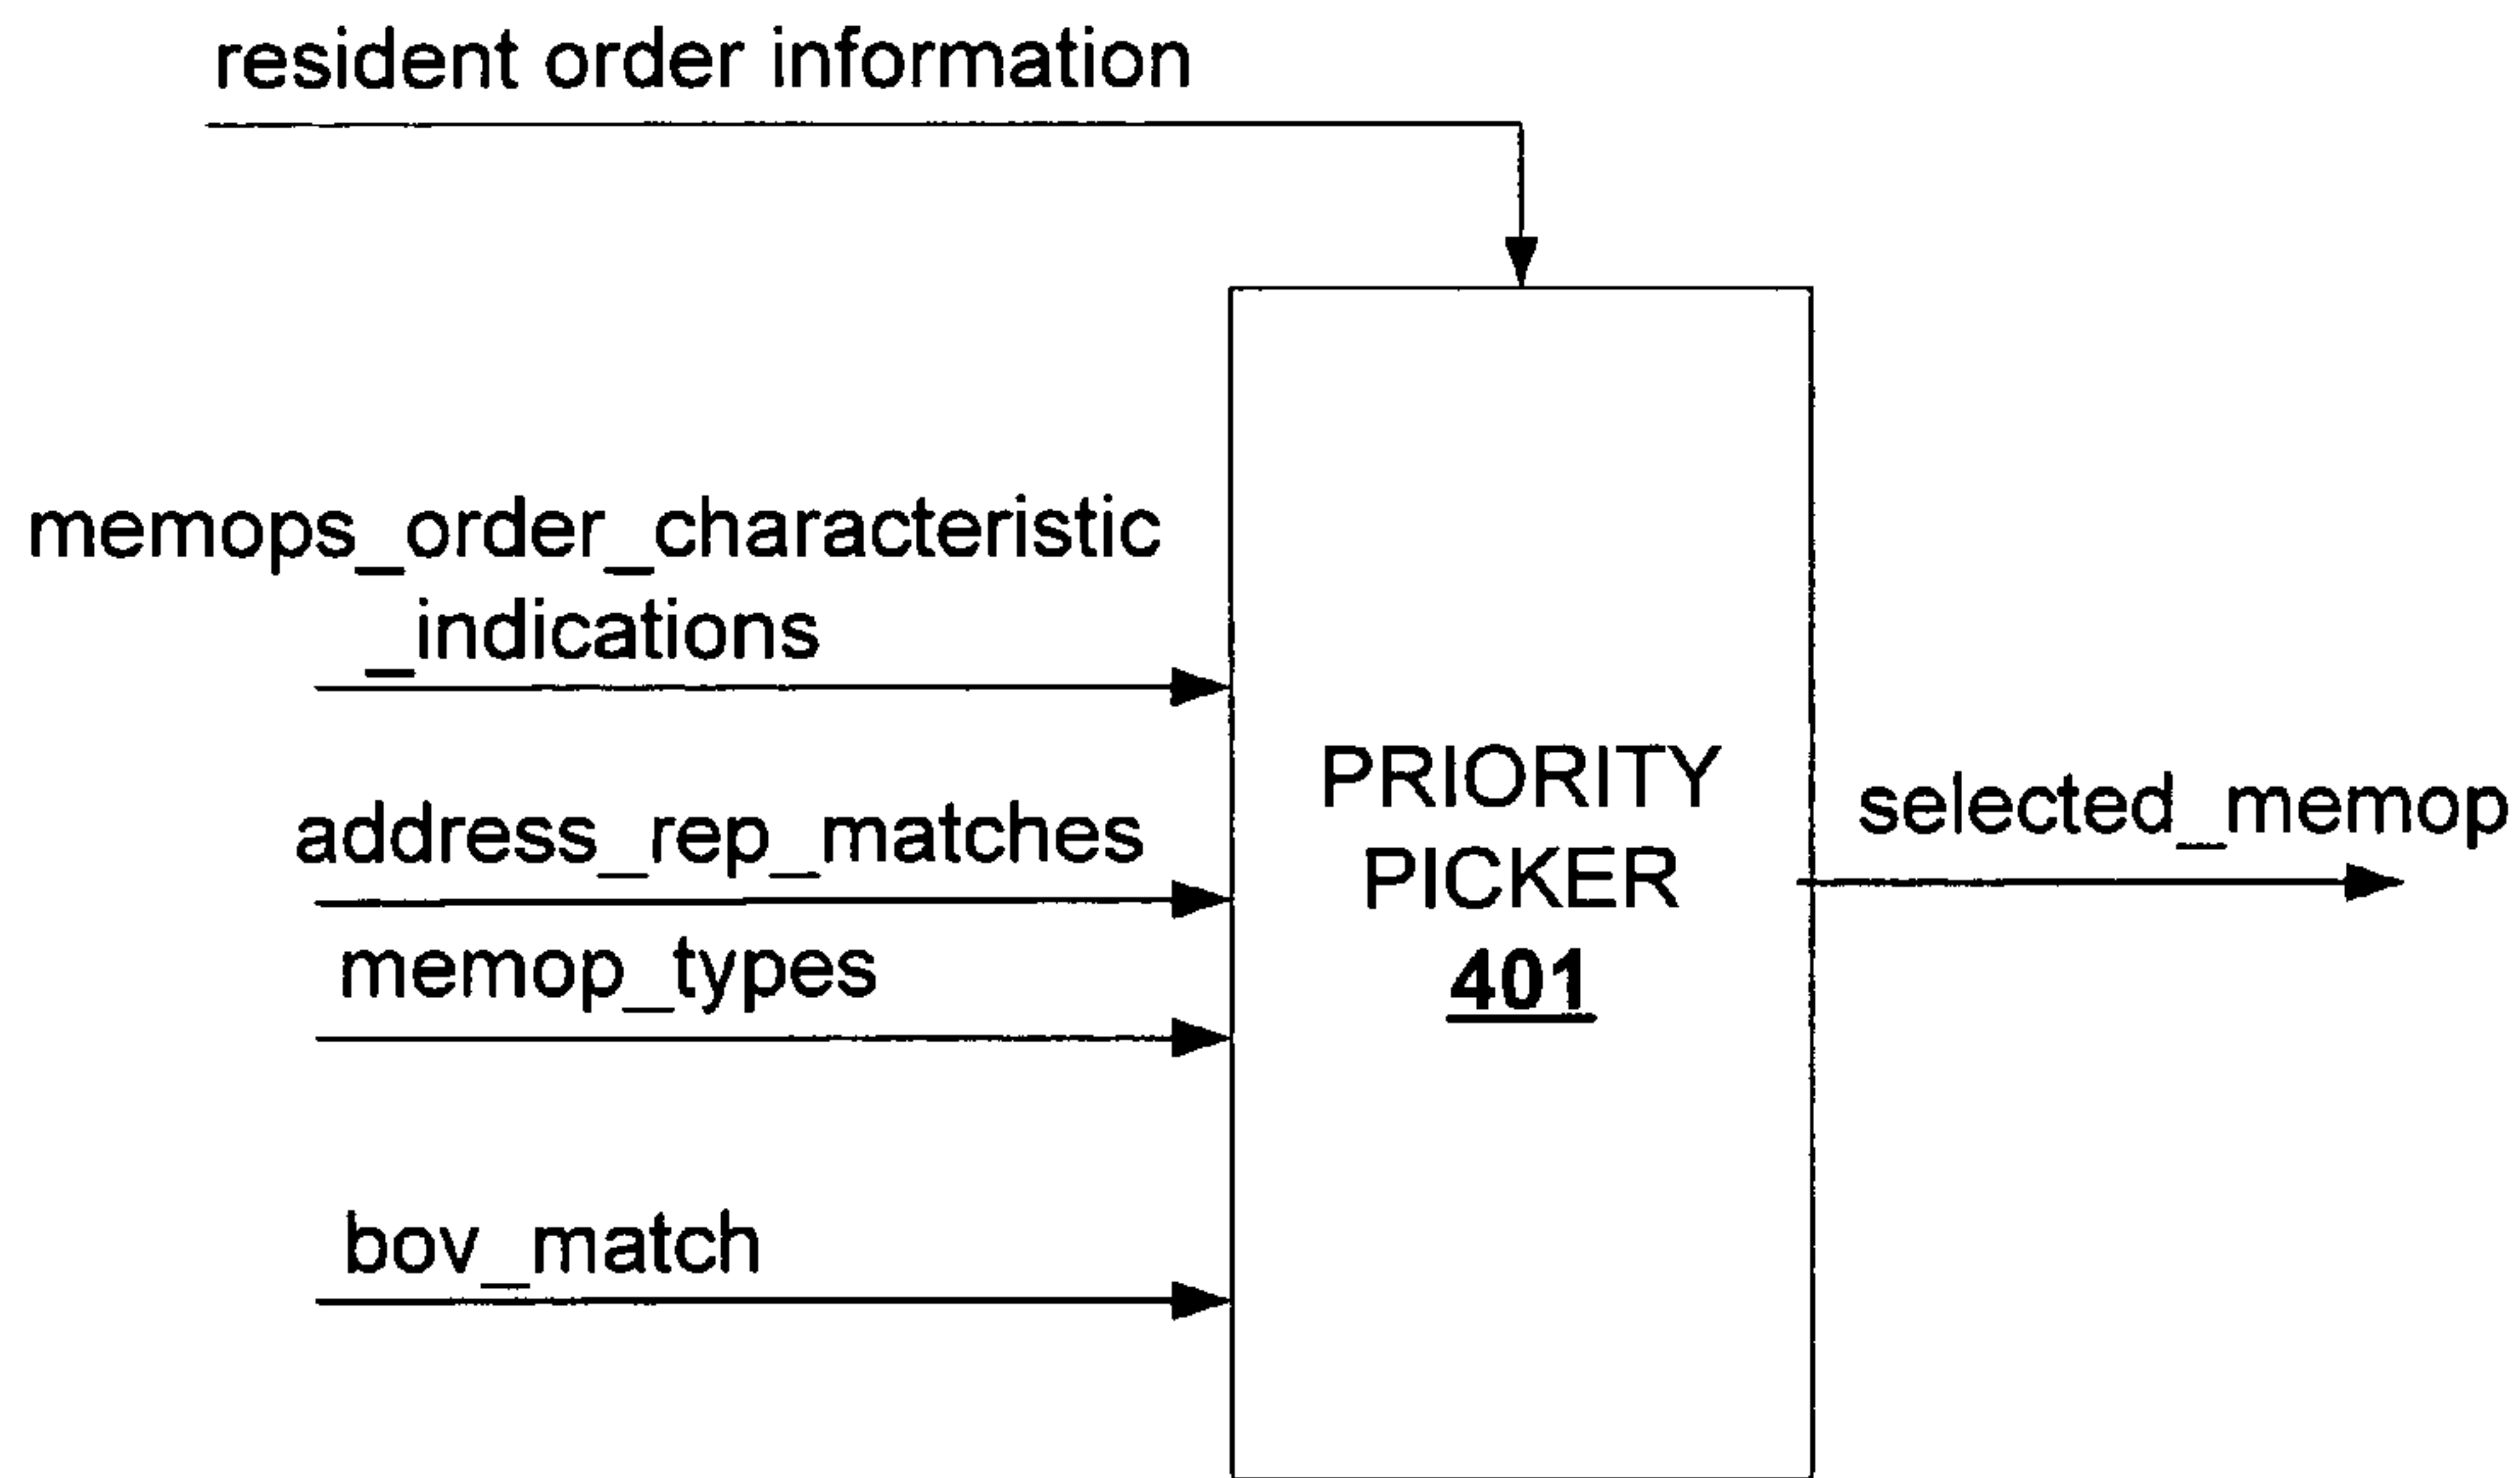 resident order information
memops_order_characteristic
_indications
address_rep_matches
memop_types
bov_match
PRIORITY
PICKER
401
selected_memop